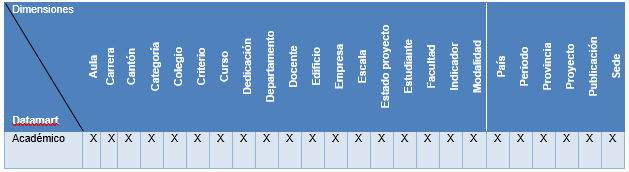 Dimensiones
Datamart
Aula
Carrera
Cantón
Categoría
Colegio
Criterio
Curso
Dedicación
Departamento
Docente
Edificio
Empresa
Escala
Estado proyecto
Estudiante
Facultad
Indicador
Modalidad
País
Período
Provincia
Proyecto
Publicación
Sede
Académico X X X X X X X X X X X X X X X X X X X X X X X X